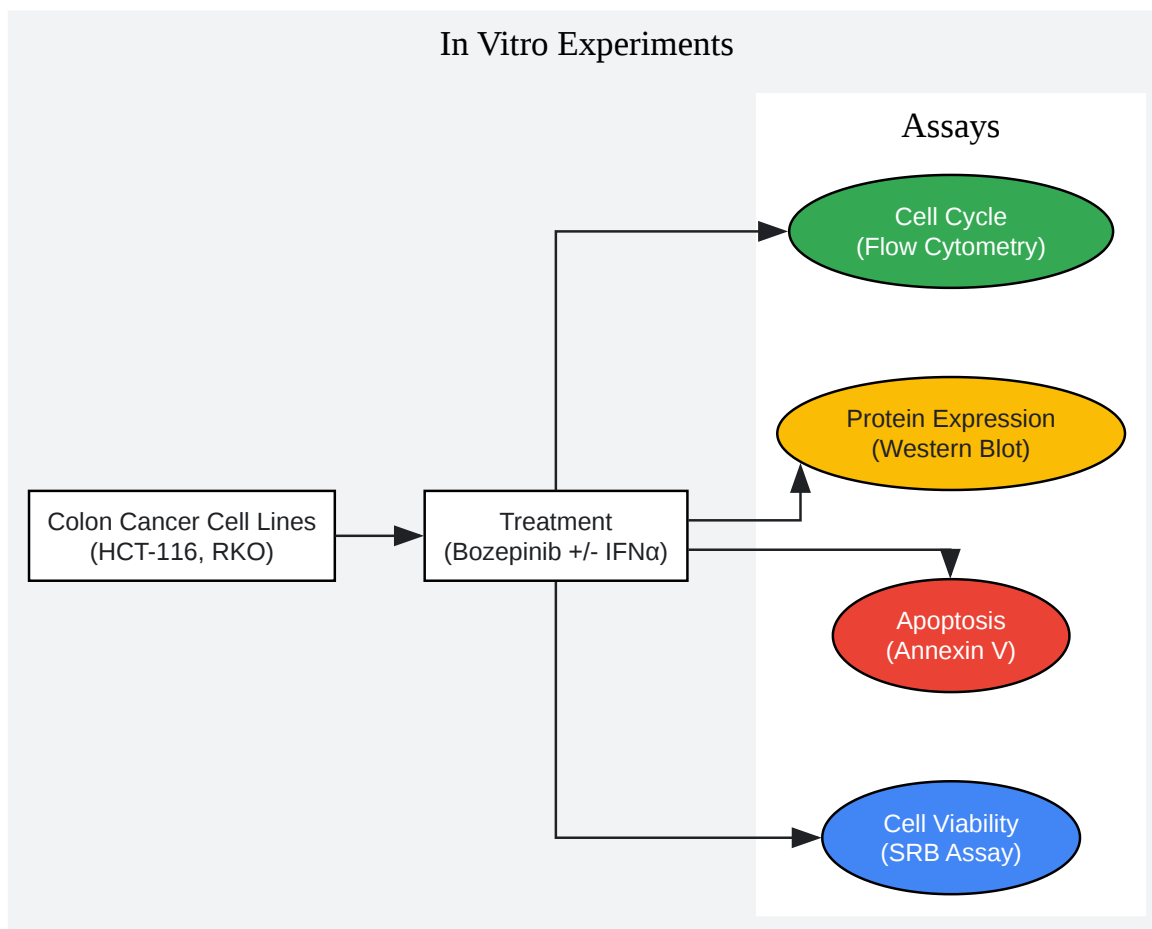 In Vitro Experiments
Assays
Cell Cycle
(Flow Cytometry)
Protein Expression
(Western Blot)
Colon Cancer Cell Lines
(HCT-116, RKO)
Treatment
(Bozepinib +/- IFNα)
Apoptosis
(Annexin V)
Cell Viability
(SRB Assay)